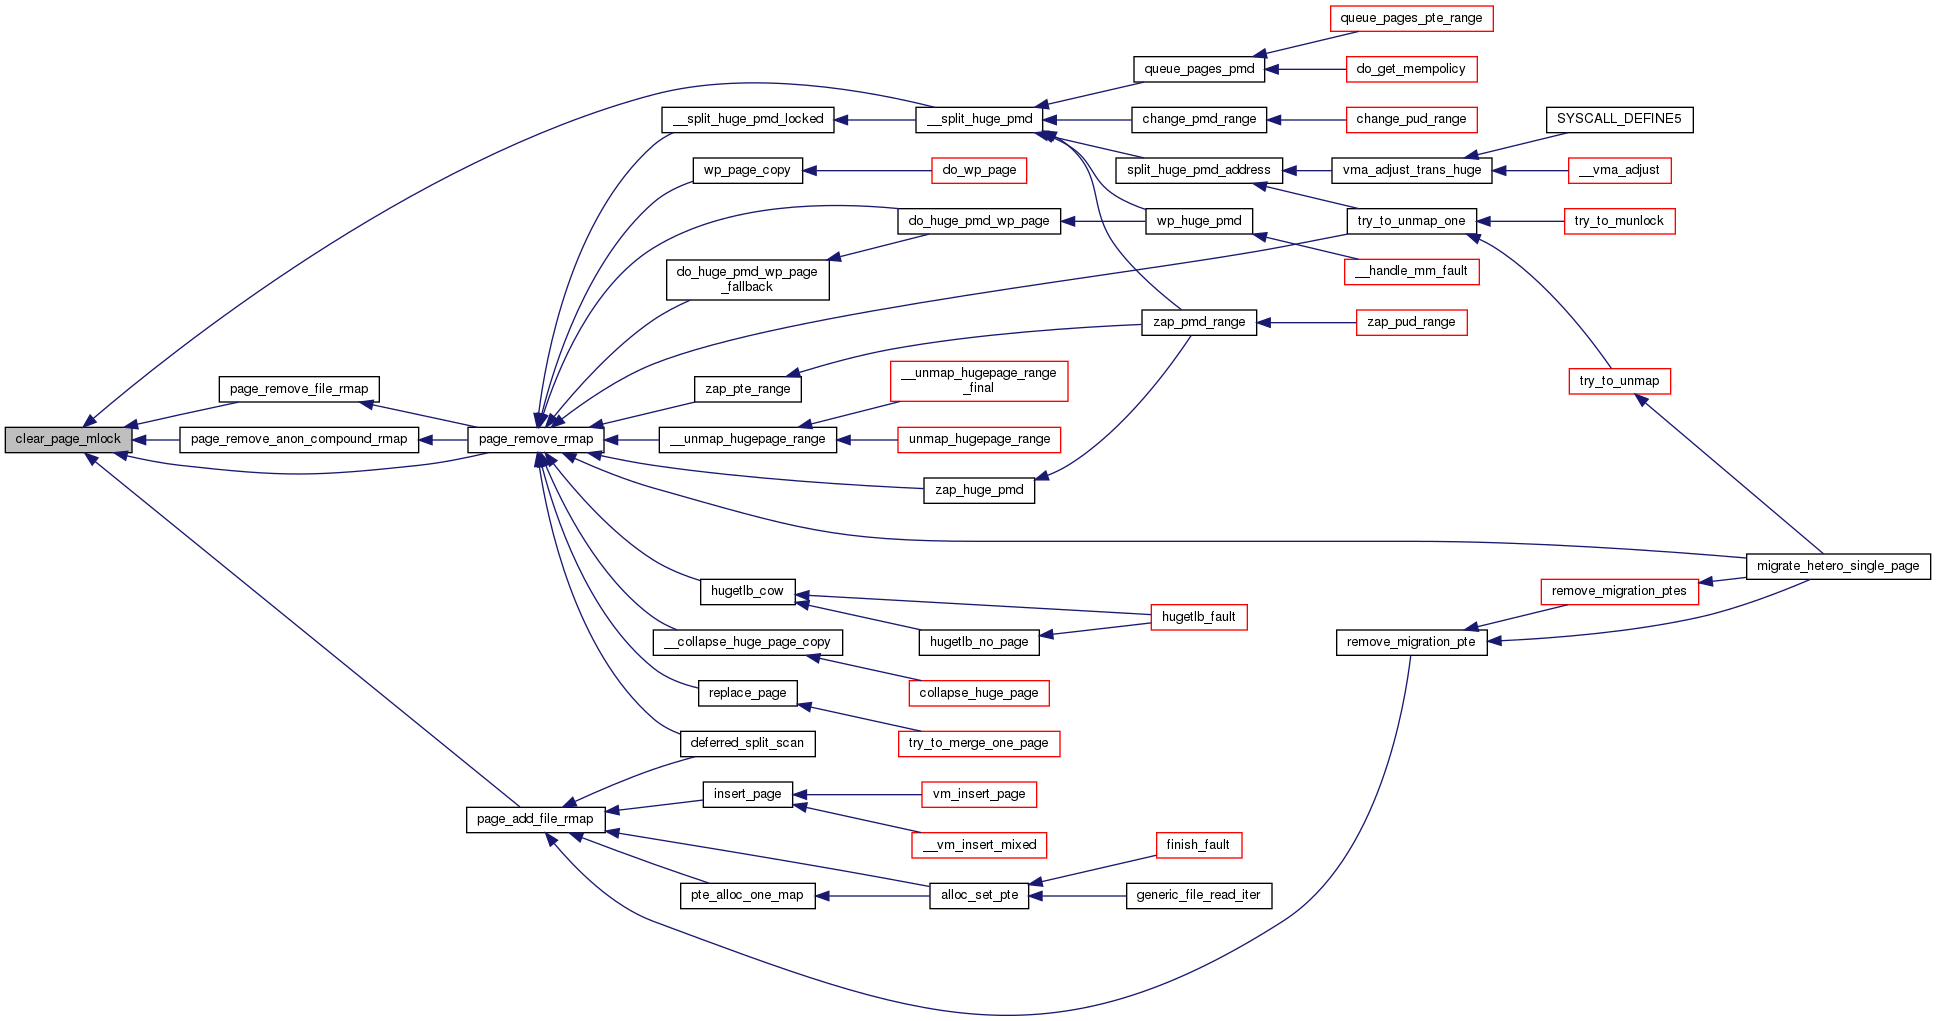 queue_pages_pte_range
queue_pages_pmd
do_get_mempolicy
__split_huge_pmd_locked
__split_huge_pmd
change_pmd_range
change_pud_range
SYSCALL_DEFINE5
wp_page_copy
do_wp_page
split_huge_pmd_address
vma_adjust_trans_huge
__vma_adjust
do_huge_pmd_wp_page
wp_huge_pmd
try_to_unmap_one
try_to_munlock
do_huge_pmd_wp_page
_fallback
__handle_mm_fault
zap_pmd_range
zap_pud_range
page_remove_file_rmap
zap_pte_range
__unmap_hugepage_range
_final
try_to_unmap
clear_page_mlock
page_remove_anon_compound_rmap
page_remove_rmap
__unmap_hugepage_range
unmap_hugepage_range
zap_huge_pmd
migrate_hetero_single_page
hugetlb_cow
remove_migration_ptes
hugetlb_fault
__collapse_huge_page_copy
hugetlb_no_page
remove_migration_pte
replace_page
collapse_huge_page
deferred_split_scan
try_to_merge_one_page
insert_page
vm_insert_page
page_add_file_rmap
__vm_insert_mixed
finish_fault
pte_alloc_one_map
alloc_set_pte
generic_file_read_iter